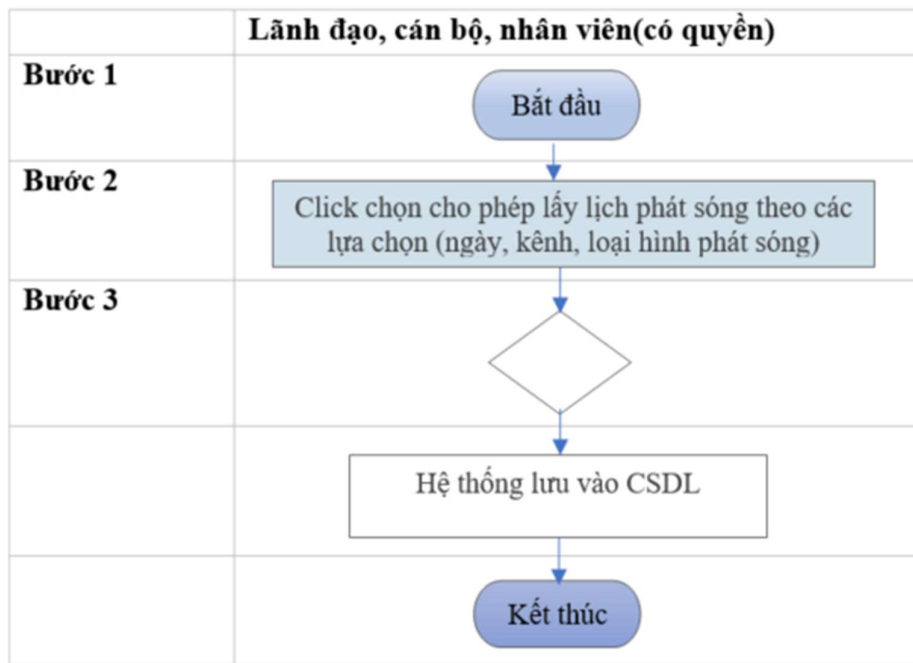 Lãnh đạo, cán bộ, nhân viên(có quyền)
Bước 1
Bắt đầu
Bước 2
Click chọn cho phép lấy lịch phát sóng theo các
lựa chọn (ngày, kênh, loại hình phát sóng)
Bước 3
Hệ thống lưu vào CSDL
Kết thúc